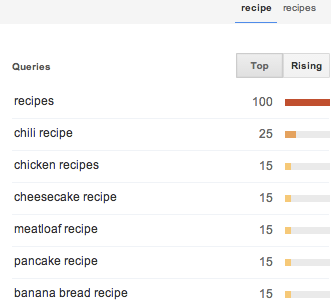 recipe recipes
Queries Top Rising
recipes 100
chili recipe 25
chicken recipes 15
cheesecake recipe 15
meatloaf recipe 15
pancake recipe 15
banana bread recipe 15